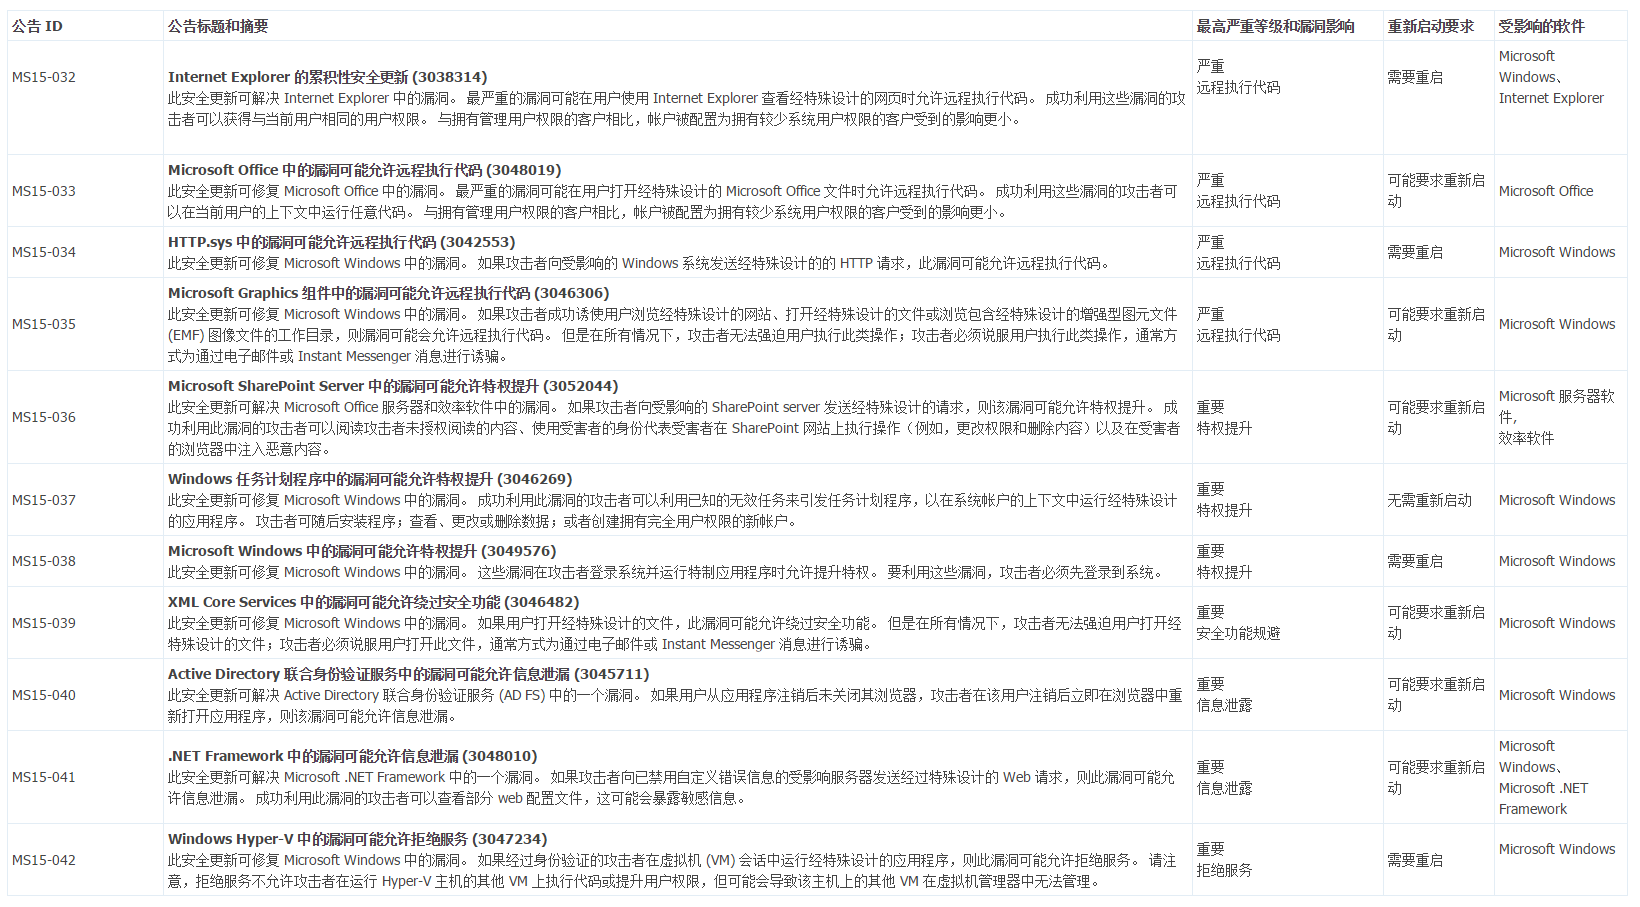 公告 ID	公告标题和摘要	最高严重等级和漏洞影响	重新启动要求	受影响的软件
MS15-032
Internet Explorer 的累积性安全更新 (3038314)
此安全更新可解决 Internet Explorer 中的漏洞。 最严重的漏洞可能在用户使用 Internet Explorer 查看经特殊设计的网页时允许远程执行代码。 成功利用这些漏洞的攻
击者可以获得与当前用户相同的用户权限。 与拥有管理用户权限的客户相比，帐户被配置为拥有较少系统用户权限的客户受到的影响更小。
严重
远程执行代码
需要重启
Microsoft
Windows、
Internet Explorer
MS15-033
Microsoft Office 中的漏洞可能允许远程执行代码 (3048019)
此安全更新可修复 Microsoft Office 中的漏洞。 最严重的漏洞可能在用户打开经特殊设计的 Microsoft Office 文件时允许远程执行代码。 成功利用这些漏洞的攻击者可
以在当前用户的上下文中运行任意代码。 与拥有管理用户权限的客户相比，帐户被配置为拥有较少系统用户权限的客户受到的影响更小。
严重
远程执行代码
可能要求重新启
动
Microsoft Office
MS15-034
HTTP.sys 中的漏洞可能允许远程执行代码 (3042553)
此安全更新可修复 Microsoft Windows 中的漏洞。 如果攻击者向受影响的 Windows 系统发送经特殊设计的的 HTTP 请求，此漏洞可能允许远程执行代码。
严重
远程执行代码
需要重启
Microsoft Windows
MS15-035
Microsoft Graphics 组件中的漏洞可能允许远程执行代码 (3046306)
此安全更新可修复 Microsoft Windows 中的漏洞。 如果攻击者成功诱使用户浏览经特殊设计的网站、打开经特殊设计的文件或浏览包含经特殊设计的增强型图元文件
(EMF) 图像文件的工作目录，则漏洞可能会允许远程执行代码。 但是在所有情况下，攻击者无法强迫用户执行此类操作；攻击者必须说服用户执行此类操作，通常方
式为通过电子邮件或 Instant Messenger 消息进行诱骗。
严重
远程执行代码
可能要求重新启
动
Microsoft Windows
MS15-036
Microsoft SharePoint Server 中的漏洞可能允许特权提升 (3052044)
此安全更新可解决 Microsoft Office 服务器和效率软件中的漏洞。 如果攻击者向受影响的 SharePoint server 发送经特殊设计的请求，则该漏洞可能允许特权提升。 成
功利用此漏洞的攻击者可以阅读攻击者未授权阅读的内容、使用受害者的身份代表受害者在 SharePoint 网站上执行操作（例如，更改权限和删除内容）以及在受害者
的浏览器中注入恶意内容。
重要
特权提升
可能要求重新启
动
Microsoft 服务器软
件,
效率软件
MS15-037
Windows 任务计划程序中的漏洞可能允许特权提升 (3046269)
此安全更新可修复 Microsoft Windows 中的漏洞。 成功利用此漏洞的攻击者可以利用已知的无效任务来引发任务计划程序，以在系统帐户的上下文中运行经特殊设计
的应用程序。 攻击者可随后安装程序；查看、更改或删除数据；或者创建拥有完全用户权限的新帐户。
重要
特权提升
无需重新启动
Microsoft Windows
MS15-038
Microsoft Windows 中的漏洞可能允许特权提升 (3049576)
此安全更新可修复 Microsoft Windows 中的漏洞。 这些漏洞在攻击者登录系统并运行特制应用程序时允许提升特权。 要利用这些漏洞，攻击者必须先登录到系统。
重要
特权提升
需要重启
Microsoft Windows
MS15-039
XML Core Services 中的漏洞可能允许绕过安全功能 (3046482)
此安全更新可修复 Microsoft Windows 中的漏洞。 如果用户打开经特殊设计的文件，此漏洞可能允许绕过安全功能。 但是在所有情况下，攻击者无法强迫用户打开经
特殊设计的文件；攻击者必须说服用户打开此文件，通常方式为通过电子邮件或 Instant Messenger 消息进行诱骗。
重要
安全功能规避
可能要求重新启
动
Microsoft Windows
MS15-040
Active Directory 联合身份验证服务中的漏洞可能允许信息泄漏 (3045711)
此安全更新可解决 Active Directory 联合身份验证服务 (AD FS) 中的一个漏洞。 如果用户从应用程序注销后未关闭其浏览器，攻击者在该用户注销后立即在浏览器中重
新打开应用程序，则该漏洞可能允许信息泄漏。
重要
信息泄露
可能要求重新启
动
Microsoft Windows
MS15-041
.NET Framework 中的漏洞可能允许信息泄漏 (3048010)
此安全更新可解决 Microsoft .NET Framework 中的一个漏洞。 如果攻击者向已禁用自定义错误信息的受影响服务器发送经过特殊设计的 Web 请求，则此漏洞可能允
许信息泄漏。 成功利用此漏洞的攻击者可以查看部分 web 配置文件，这可能会暴露敏感信息。
重要
信息泄露
可能要求重新启
动
Microsoft
Windows、
Microsoft .NET
Framework
MS15-042
Windows Hyper-V 中的漏洞可能允许拒绝服务 (3047234)
此安全更新可修复 Microsoft Windows 中的漏洞。 如果经过身份验证的攻击者在虚拟机 (VM) 会话中运行经特殊设计的应用程序，则此漏洞可能允许拒绝服务。 请注
意，拒绝服务不允许攻击者在运行 Hyper-V 主机的其他 VM 上执行代码或提升用户权限，但可能会导致该主机上的其他 VM 在虚拟机管理器中无法管理。
重要
拒绝服务
需要重启
Microsoft Windows